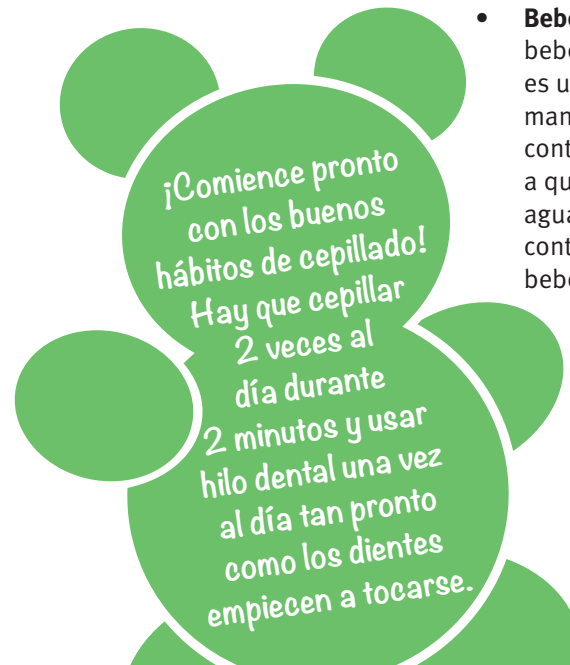 ¡Comience pronto
con los buenos
hábitos de cepillado!
Hay que cepillar
2 veces al
día durante
2 minutos y usar
hilo dental una vez
al día tan pronto
como los dientes
empiecen a tocarse.
•
es
a